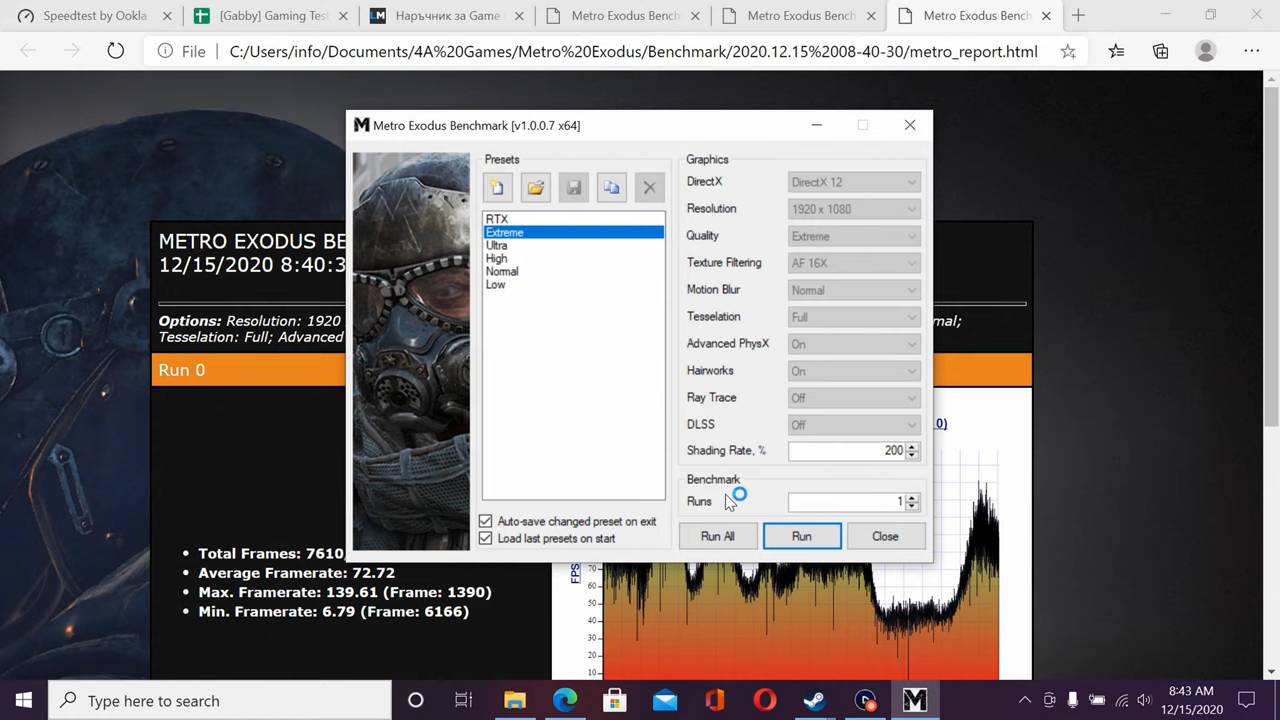 Speedtest by Ookla
[Gabby] Gaming Test
Наръчник за Game
Metro Exodus Bench
Metro Exodus Bench
Metro Exodus Bench
File
C:/Users/info/Documents/4A%20Games/Metro%20Exodus/Benchmark/2020.12.15%2008-40-30/metro_report.html
METRO EXODUS BE
12/15/2020 8:40:3
Options: Resolution: 1920
mal;
Tesselation: Full; Advanced
Run 0
0)
Total Frames: 7610,
Average Framerate: 72.72
Max. Framerate: 139.61 (Frame: 1390)
Min. Framerate: 6.79 (Frame: 6166)
FPS
70
60
50
40
30
20
10
Metro Exodus Benchmark [v1.0.0.7 x64]
Presets
RTX
Extreme
Ultra
High
Normal
Low
Auto-save changed preset on exit
Load last presets on start
Graphics
DirectX
DirectX 12
Resolution
1920 x 1080
Quality
Extreme
Texture Filtering
AF 16X
Motion Blur
Normal
Tesselation
Full
Advanced PhysX
On
Hairworks
On
Ray Trace
Off
DLSS
Off
Shading Rate, %
200
Benchmark
Runs
1
Run All
Run
Close
Type here to search
8:43 AM
12/15/2020